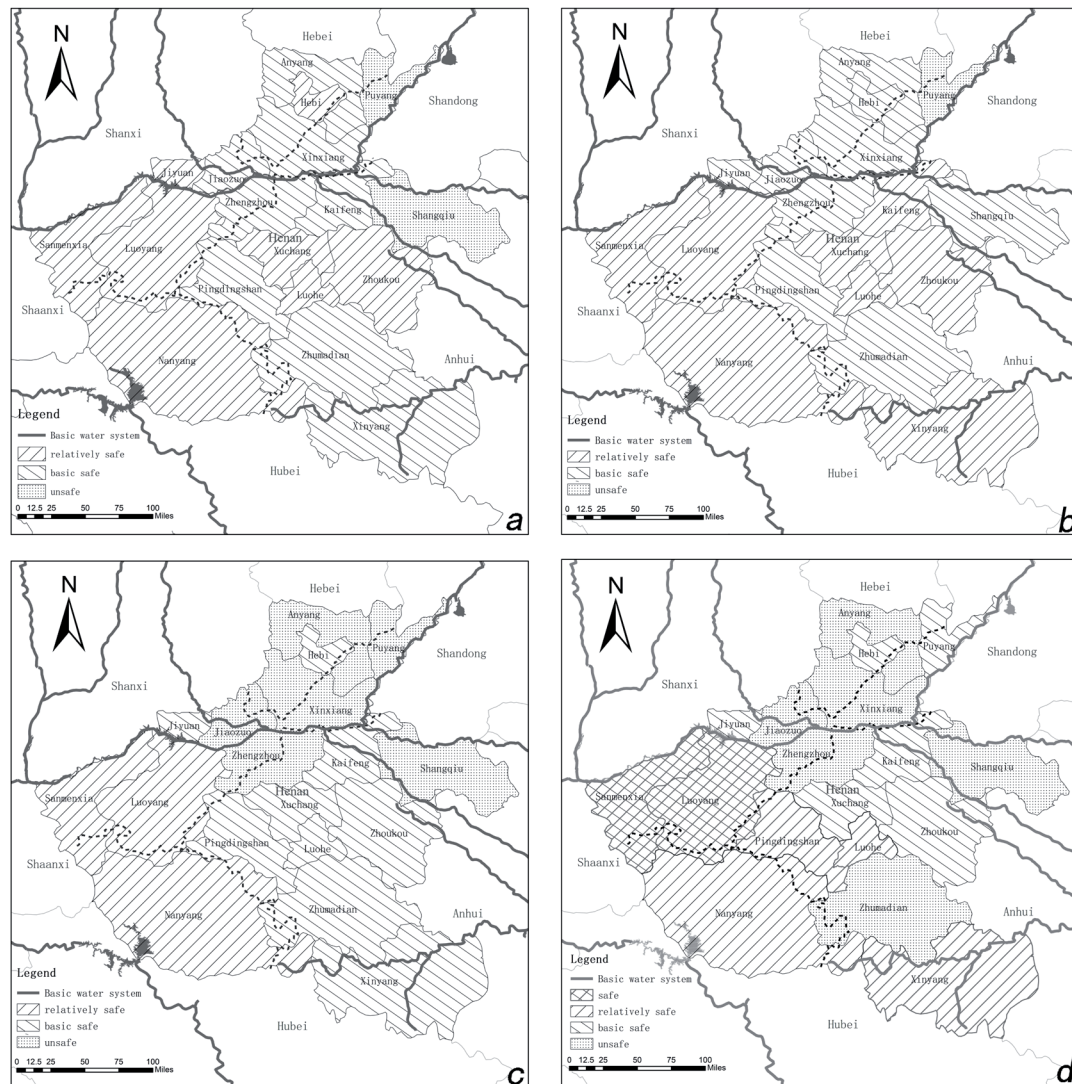 N
Hebei
Anyang
Hebi
Puyang
Shandong
Shanxi
Xinxiang
Jiyuan
Jiaozuo
Zhengzhou
Kaifeng
Shangqiu
Sanmenxia
Luoyang
Henan
Xuchang
Zhoukou
Pingdingshan
Luohe
Shaanxi
Nanyang
Zhumadian
Anhui
Xinyang
Hubei
Legend
Basic water system
relatively safe
basic safe
unsafe
0 12.5 25 50 75 100
Miles
a
N
Hebei
Anyang
Hebi
Puyang
Shandong
Shanxi
Xinxiang
Jiyuan
Jiaozuo
Zhengzhou
Kaifeng
Shangqiu
Sanmenxia
Luoyang
Henan
Xuchang
Zhoukou
Pingdingshan
Luohe
Shaanxi
Nanyang
Zhumadian
Anhui
Xinyang
Hubei
Legend
Basic water system
relatively safe
basic safe
unsafe
0 12.5 25 50 75 100
Miles
b
N
Hebei
Anyang
Hebi
Puyang
Shandong
Shanxi
Xinxiang
Jiyuan
Jiaozuo
Zhengzhou
Kaifeng
Shangqiu
Sanmenxia
Luoyang
Henan
Xuchang
Zhoukou
Pingdingshan
Luohe
Shaanxi
Nanyang
Zhumadian
Anhui
Xinyang
Hubei
Legend
Basic water system
relatively safe
basic safe
unsafe
0 12.5 25 50 75 100
Miles
c
N
Hebei
Anyang
Hebi
Puyang
Shandong
Shanxi
Xinxiang
Jiyuan
Jiaozuo
Zhengzhou
Kaifeng
Shangqiu
Sanmenxia
Luoyang
Henan
Xuchang
Zhoukou
Pingdingshan
Luohe
Shaanxi
Nanyang
Zhumadian
Anhui
Xinyang
Hubei
Legend
Basic water system
safe
relatively safe
basic safe
unsafe
0 12.5 25 50 75 100
Miles
d